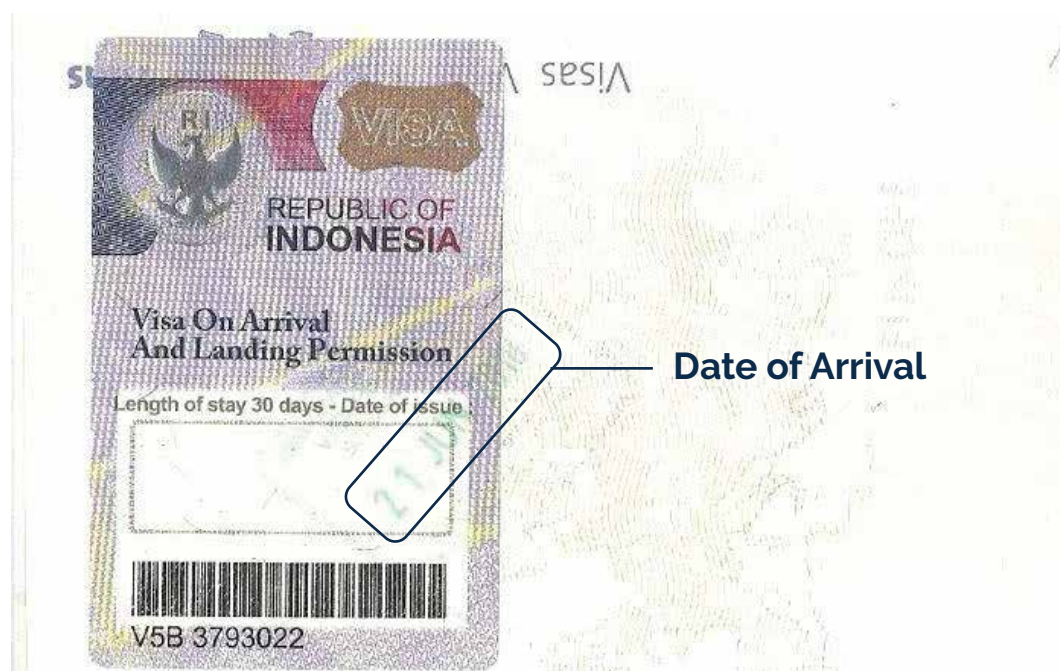 Visas
RI
VISA
REPUBLIC OF
INDONESIA
Visa On Arrival
And Landing Permission
Date of Arrival
Length of stay 30 days - Date of issue :
21 JUN
V5B 3793022